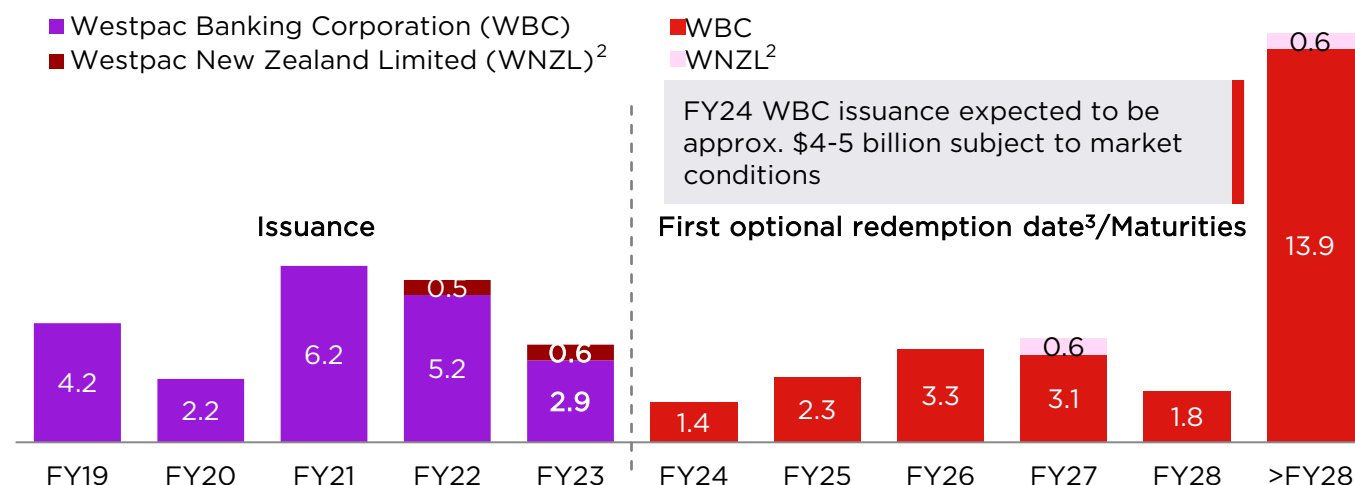 Westpac Banking Corporation (WBC)
Westpac New Zealand Limited (WNZL)2
WBC
WNZL2
FY24 WBC issuance expected to be
approx. $4-5 billion subject to market
conditions
Issuance
First optional redemption date3/Maturities
4.2
2.2
6.2
0.5
5.2
0.6
2.9
1.4
2.3
3.3
0.6
3.1
1.8
0.6
13.9
FY19 FY20 FY21 FY22 FY23 FY24 FY25 FY26 FY27 FY28 >FY28